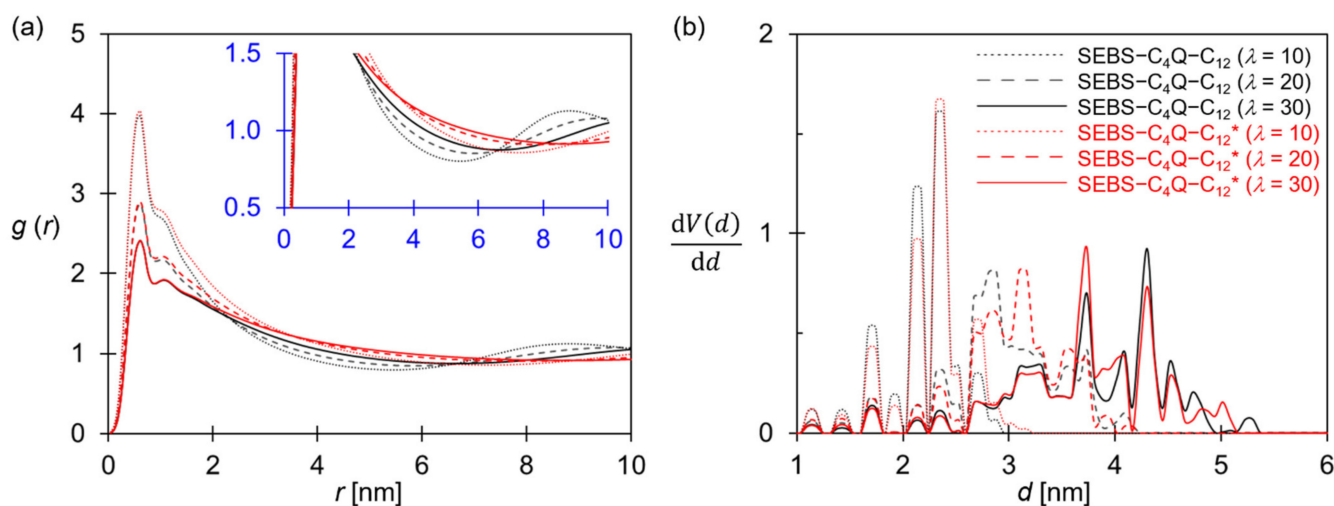 (a)
5
4
3
g (r)
2
1
0
0 2 4 6 8 10
r [nm]
1.5
1.0
0.5
0 2 4 6 8 10
(b)
2
dV(d)
dd
1
0
1 2 3 4 5 6
d [nm]
SEBS−C₄Q−C₁₂ (λ = 10)
SEBS−C₄Q−C₁₂ (λ = 20)
SEBS−C₄Q−C₁₂ (λ = 30)
SEBS−C₄Q−C₁₂* (λ = 10)
SEBS−C₄Q−C₁₂* (λ = 20)
SEBS−C₄Q−C₁₂* (λ = 30)